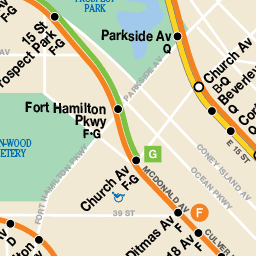 PROSPECT
PARK
15 St
F·G
Parkside Av
Q
Prospect Park
F·G
PARKSIDE AV
Church Av
B·Q
Beverley
Q
Fort Hamilton
Pkwy
F·G
E 15 ST
G
Church Av
F·G
MCDONALD AV
CONEY ISLAND AV
OCEAN PKWY
FORT HAMILTON PKWY
39 ST
F
Ditmas Av
F
18 Av
F
D